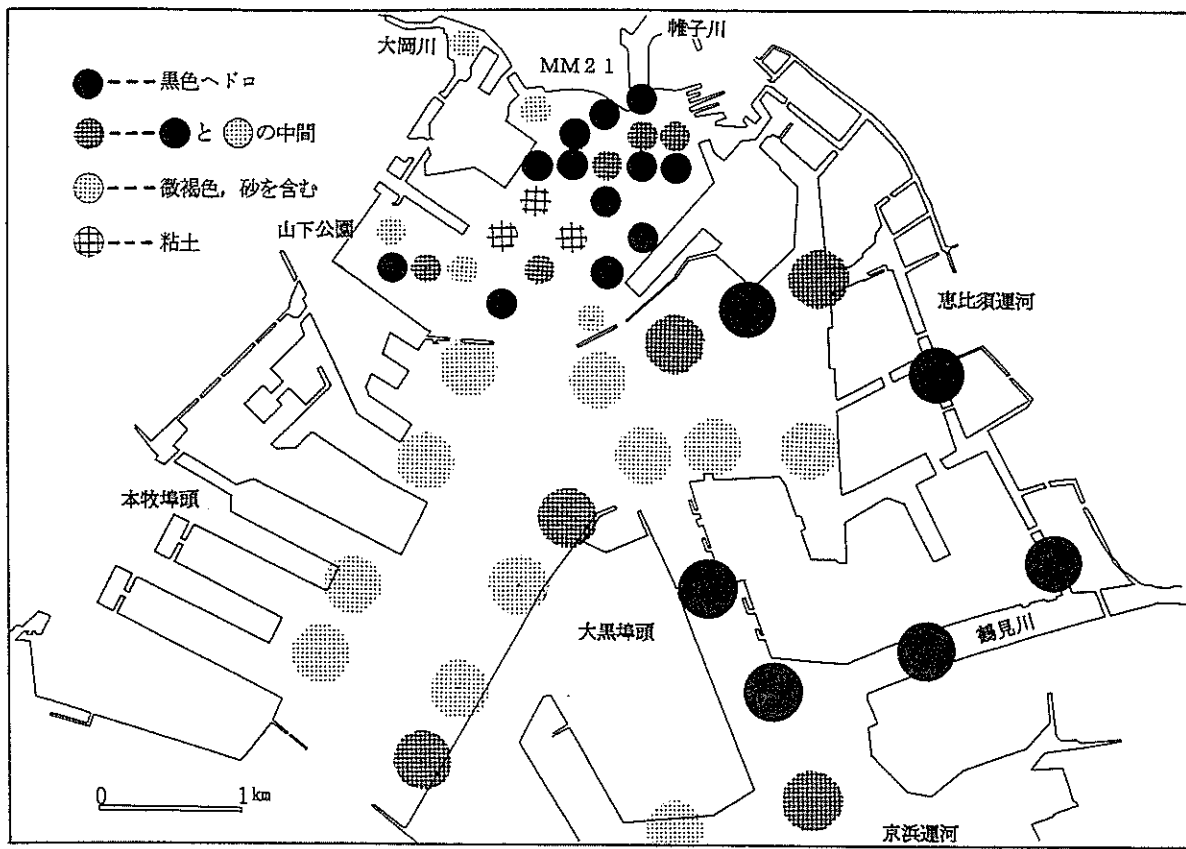 大岡川
帷子川
MM21
●---黒色ヘドロ
---●との中間
---微褐色,砂を含む
---粘土
山下公園
恵比須運河
本牧埠頭
大黒埠頭
鶴見川
0 1km
京浜運河